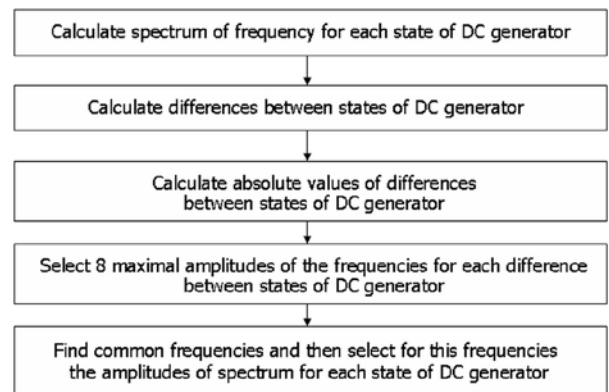 Calculate spectrum of frequency for each state of DC generator
Calculate differences between states of DC generator
Calculate absolute values of differences
between states of DC generator
Select 8 maximal amplitudes of the frequencies for each difference
between states of DC generator
Find common frequencies and then select for this frequencies
the amplitudes of spectrum for each state of DC generator